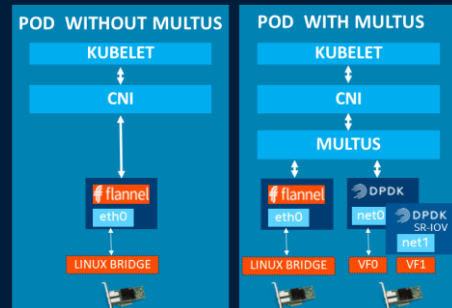 POD WITHOUT MULTUS
KUBELET
CNI
flannel
eth0
LINUX BRIDGE
POD WITH MULTUS
KUBELET
CNI
MULTUS
flannel
eth0
LINUX BRIDGE
DPDK
net0
DPDK
SR-IOV
net1
VF0
VF1